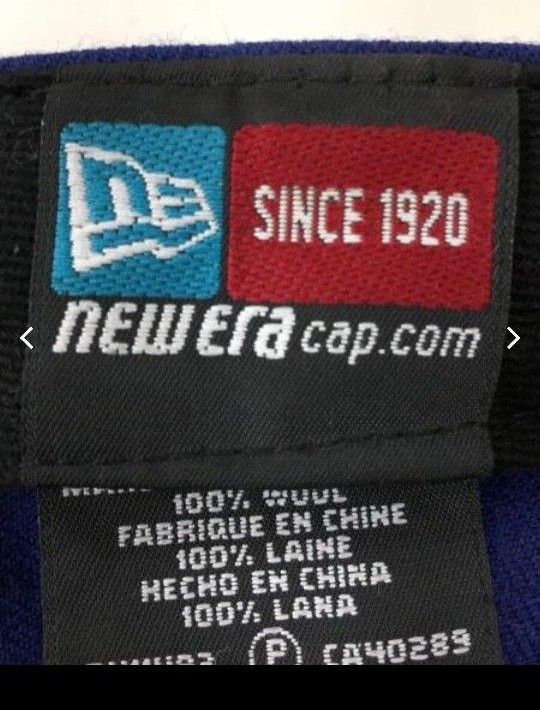 NE
SINCE 1920
new era cap.com
100% WOOL
FABRIQUE EN CHINE
100% LAINE
HECHO EN CHINA
100% LANA
P CA40289